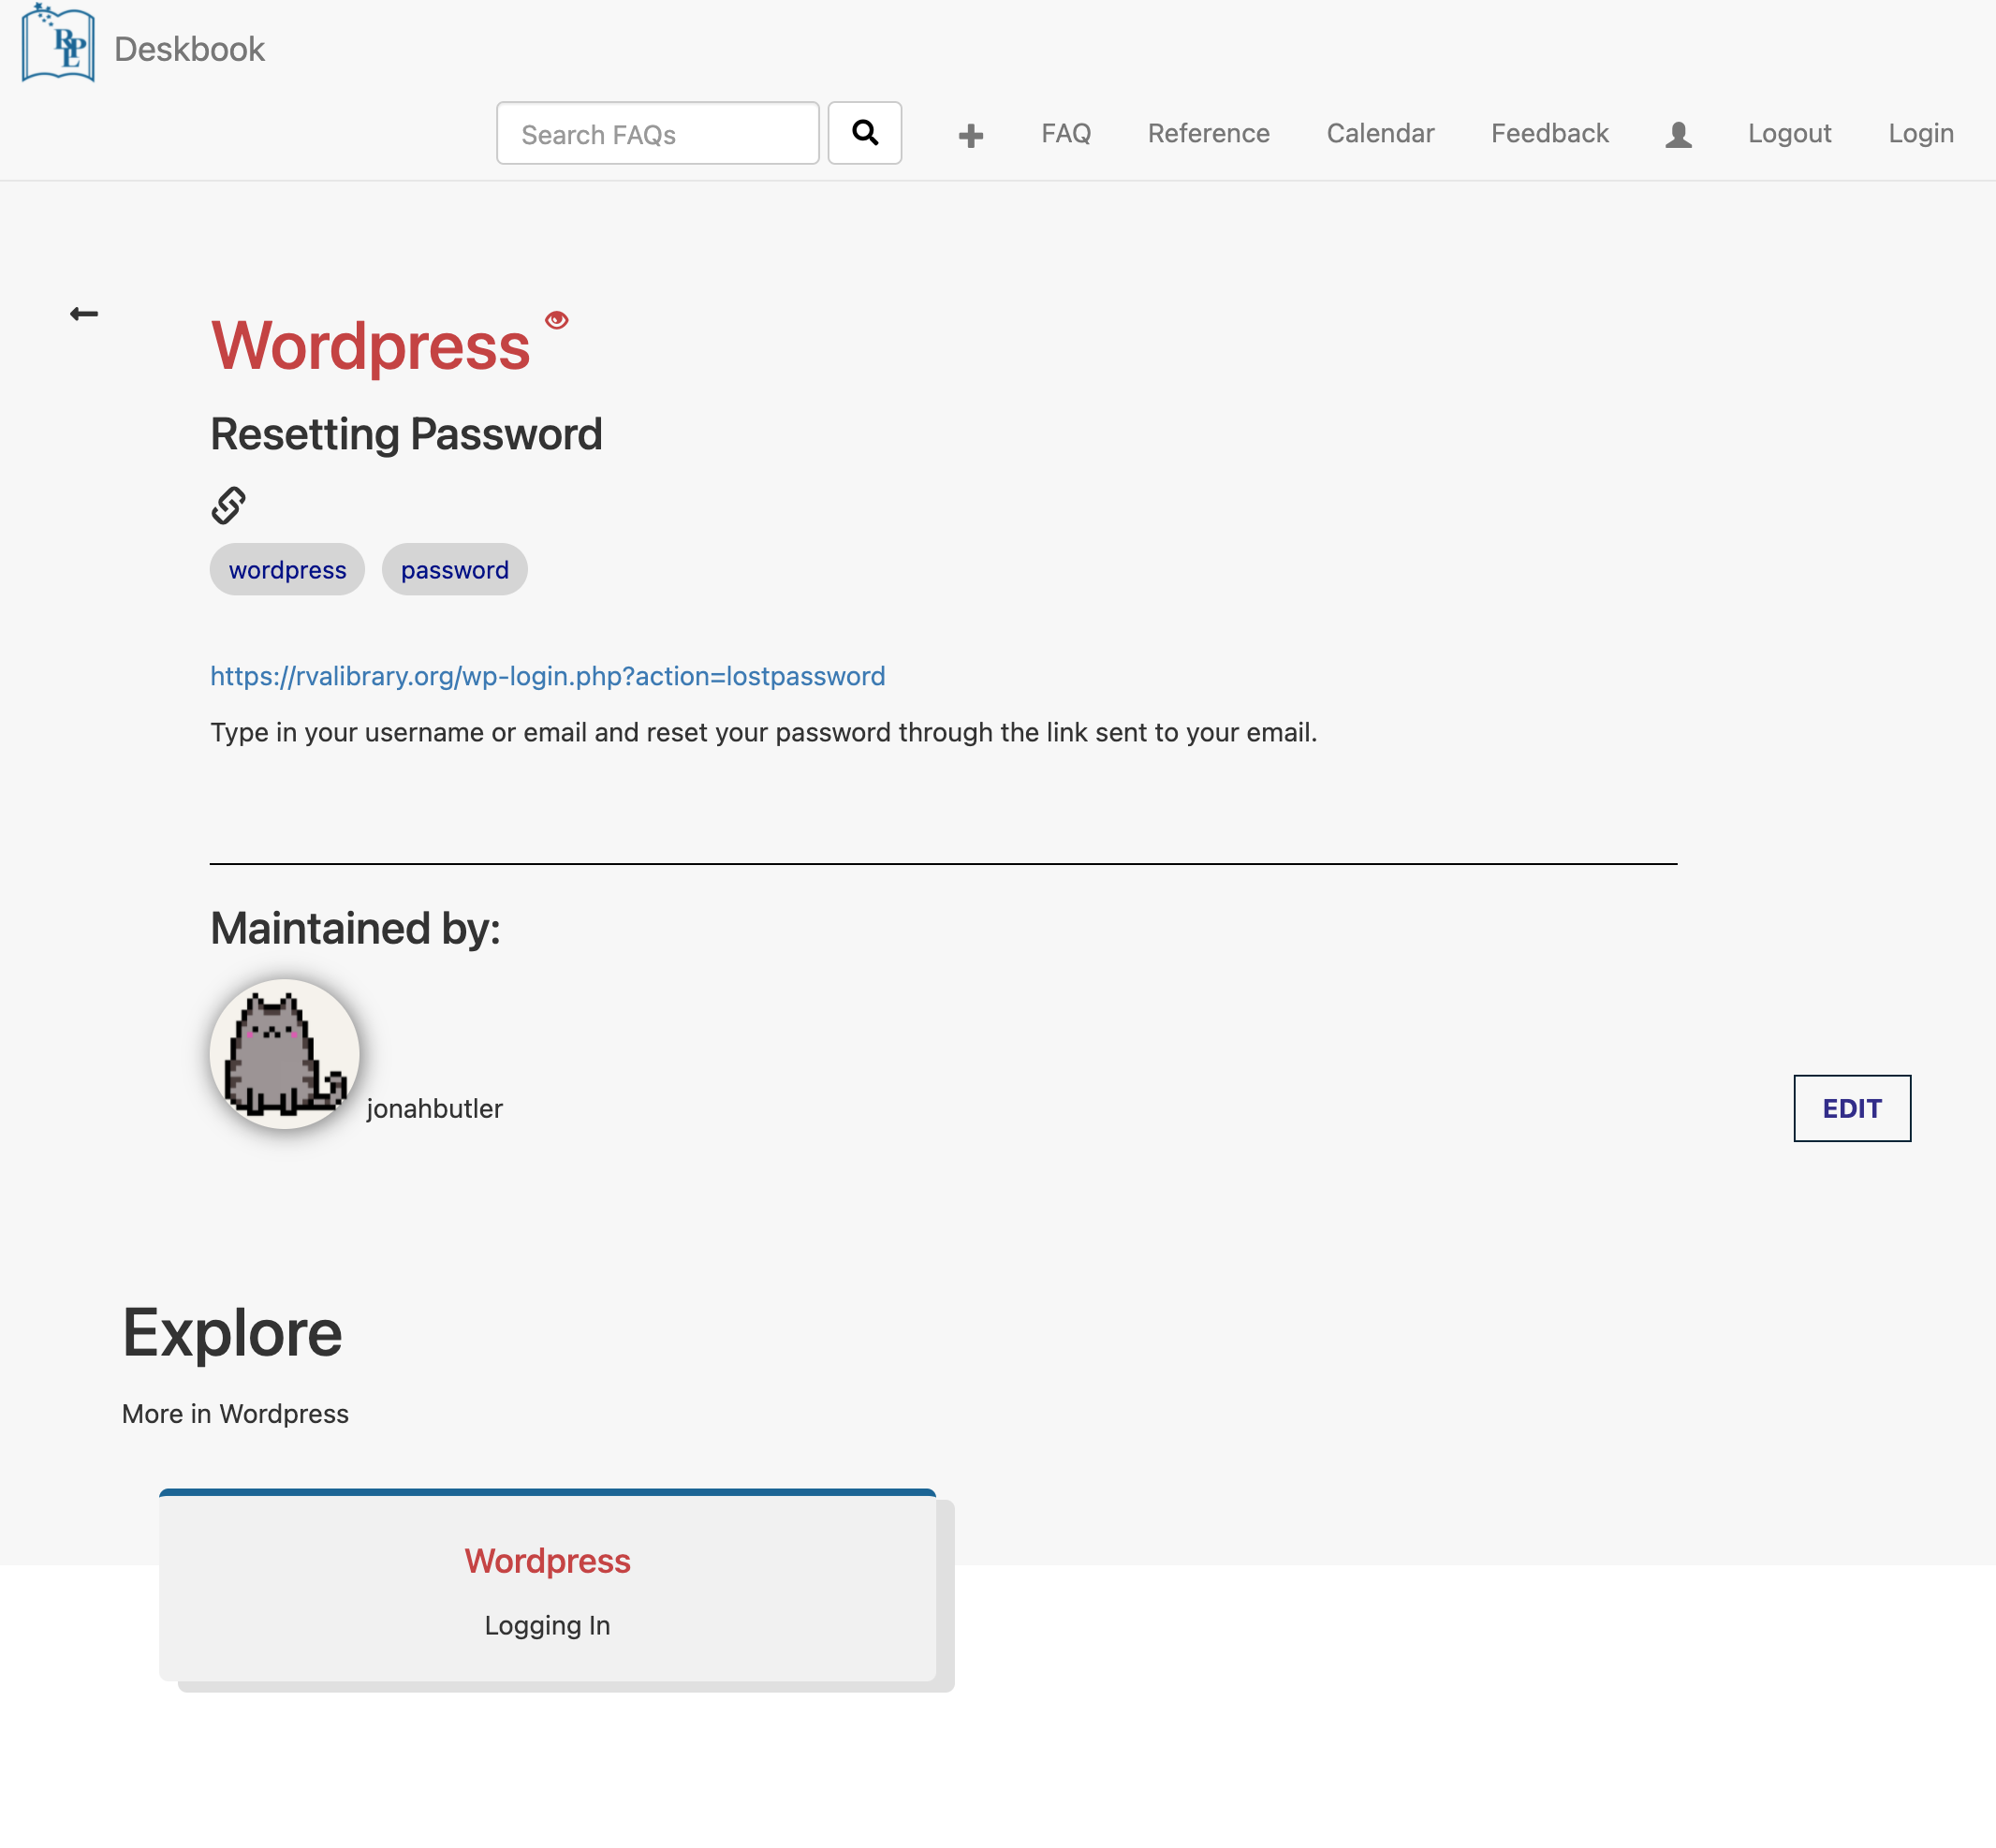 RPL
Deskbook
Search FAQs
FAQ Reference Calendar Feedback Logout Login
Wordpress
Resetting Password
wordpress password
https://rvalibrary.org/wp-login.php?action=lostpassword
Type in your username or email and reset your password through the link sent to your email.
Maintained by:
jonahbutler
EDIT
Explore
More in Wordpress
Wordpress
Logging In